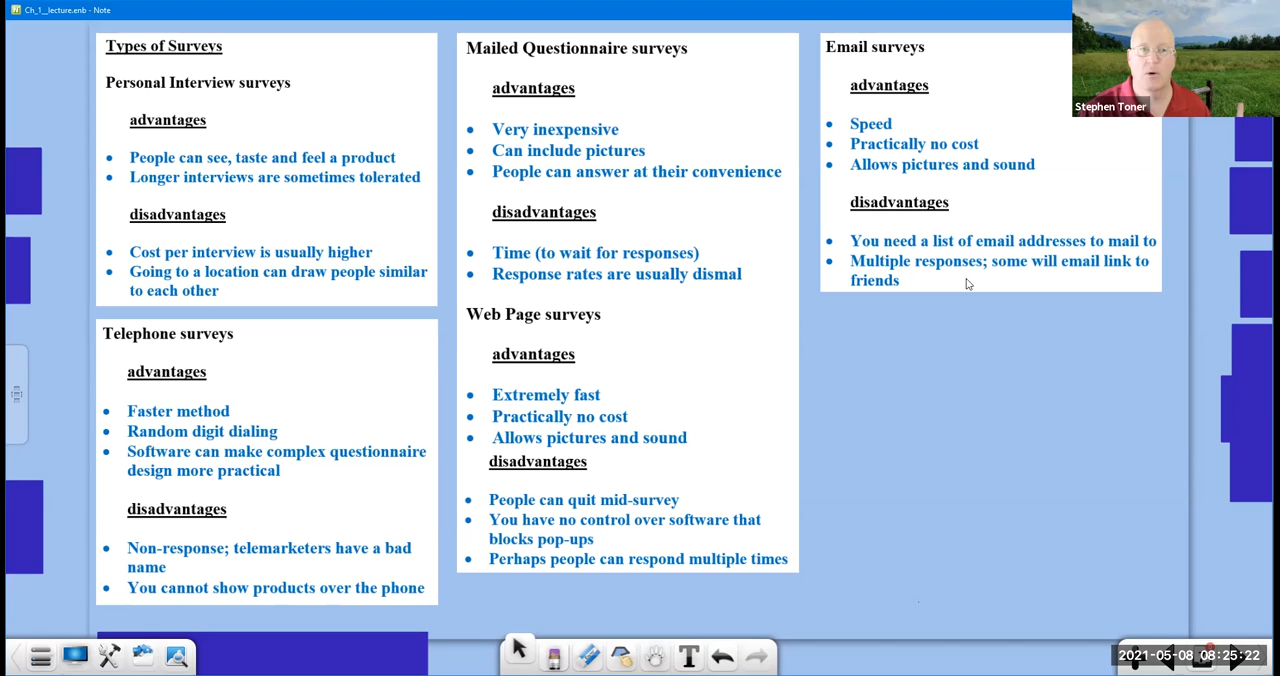 Ch_1_lecture.enb - Note
Types of Surveys
Personal Interview surveys
advantages
• People can see, taste and feel a product
• Longer interviews are sometimes tolerated
disadvantages
• Cost per interview is usually higher
• Going to a location can draw people similar
to each other
Telephone surveys
advantages
• Faster method
• Random digit dialing
• Software can make complex questionnaire
design more practical
disadvantages
• Non-response; telemarketers have a bad
name
• You cannot show products over the phone
Mailed Questionnaire surveys
advantages
• Very inexpensive
• Can include pictures
• People can answer at their convenience
disadvantages
• Time (to wait for responses)
• Response rates are usually dismal
Web Page surveys
advantages
• Extremely fast
• Practically no cost
• Allows pictures and sound
disadvantages
• People can quit mid-survey
• You have no control over software that
blocks pop-ups
• Perhaps people can respond multiple times
Email surveys
advantages
• Speed
• Practically no cost
• Allows pictures and sound
disadvantages
• You need a list of email addresses to mail to
• Multiple responses; some will email link to
friends
Stephen Toner
T
2021-05-08 08:25:22